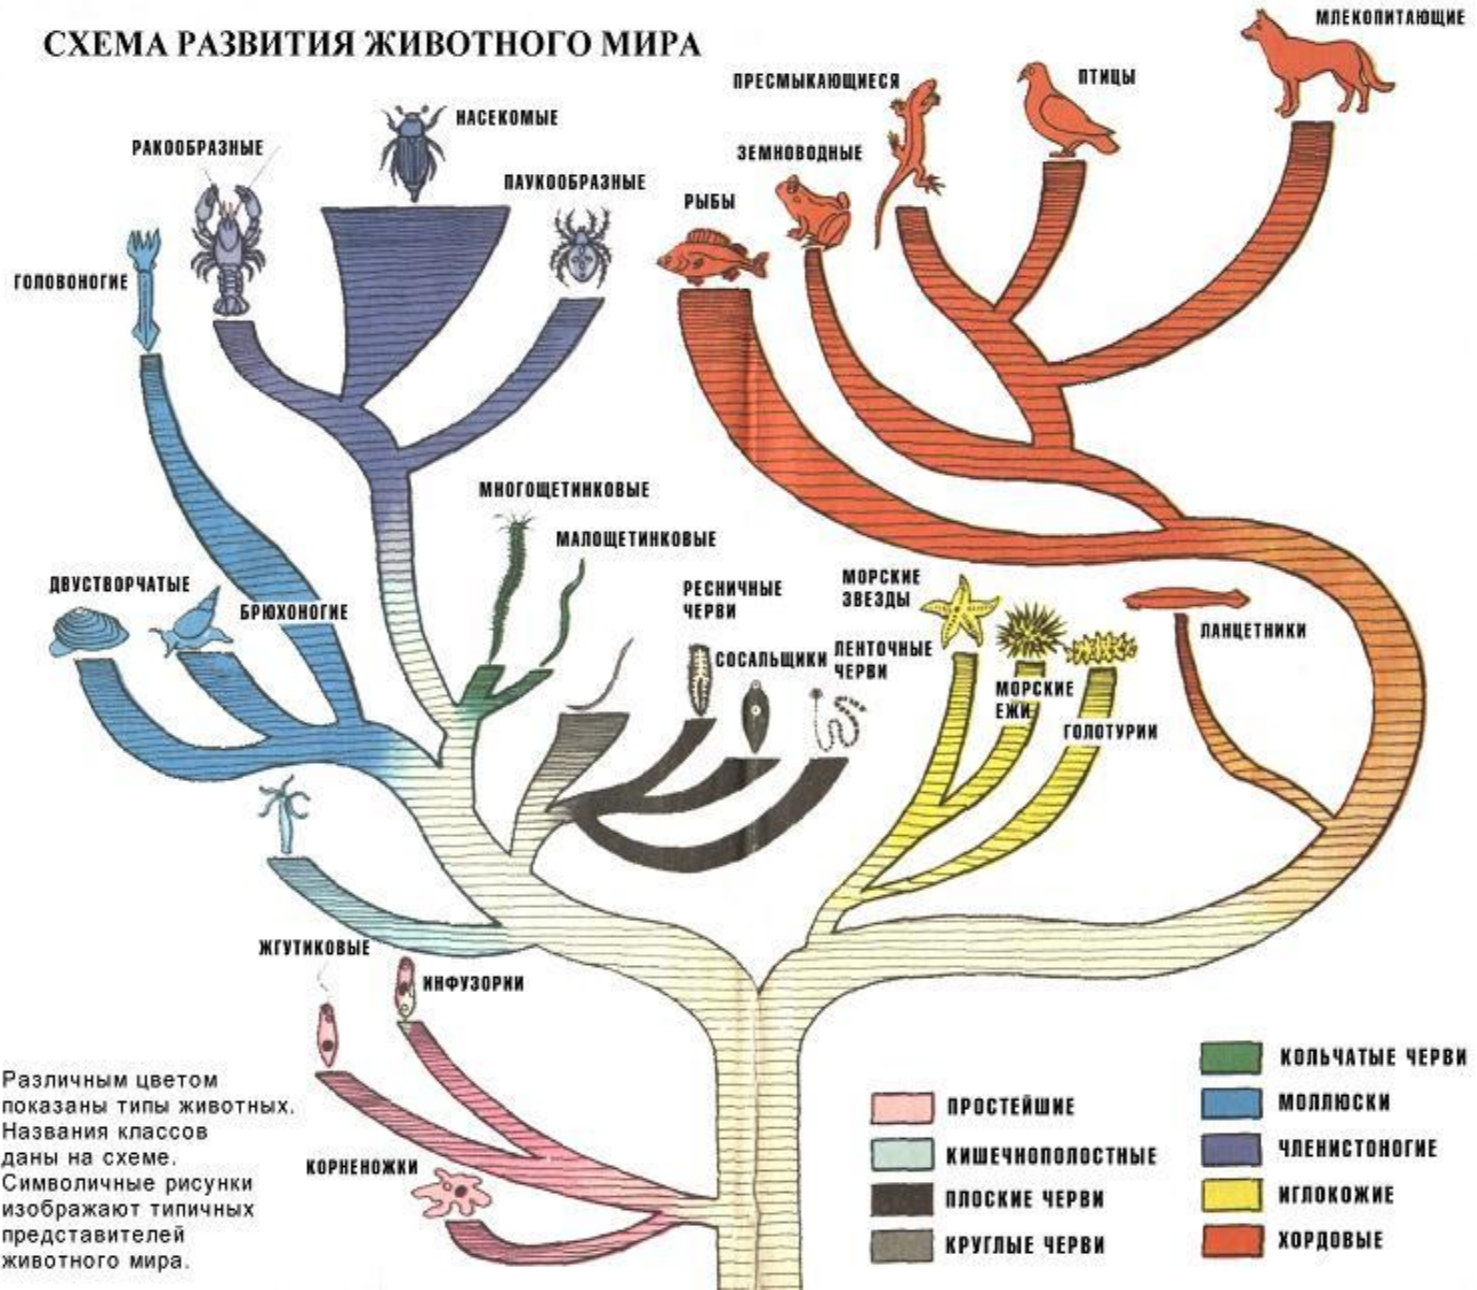 СХЕМА РАЗВИТИЯ ЖИВОТНОГО МИРА
МЛЕКОПИТАЮЩИЕ
ПТИЦЫ
ПРЕСМЫКАЮЩИЕСЯ
НАСЕКОМЫЕ
РАКООБРАЗНЫЕ
ЗЕМНОВОДНЫЕ
ПАУКООБРАЗНЫЕ
РЫБЫ
ГОЛОВОНОГИЕ
МНОГОЩЕТИНКОВЫЕ
МАЛОЩЕТИНКОВЫЕ
ДВУСТВОРЧАТЫЕ
БРЮХОНОГИЕ
РЕСНИЧНЫЕ
ЧЕРВИ
СОСАЛЬЩИКИ
ЛЕНТОЧНЫЕ
ЧЕРВИ
МОРСКИЕ
ЗВЕЗДЫ
МОРСКИЕ
ЕЖИ
ГОЛОТУРИИ
ЛАНЦЕТНИКИ
ЖГУТИКОВЫЕ
ИНФУЗОРИИ
КОРНЕНОЖКИ
Различным цветом
показаны типы животных.
Названия классов
даны на схеме.
Символичные рисунки
изображают типичных
представителей
животного мира.
ПРОСТЕЙШИЕ
КИШЕЧНОПОЛОСТНЫЕ
ПЛОСКИЕ ЧЕРВИ
КРУГЛЫЕ ЧЕРВИ
КОЛЬЧАТЫЕ ЧЕРВИ
МОЛЛЮСКИ
ЧЛЕНИСТОНОГИЕ
ИГЛОКОЖИЕ
ХОРДОВЫЕ